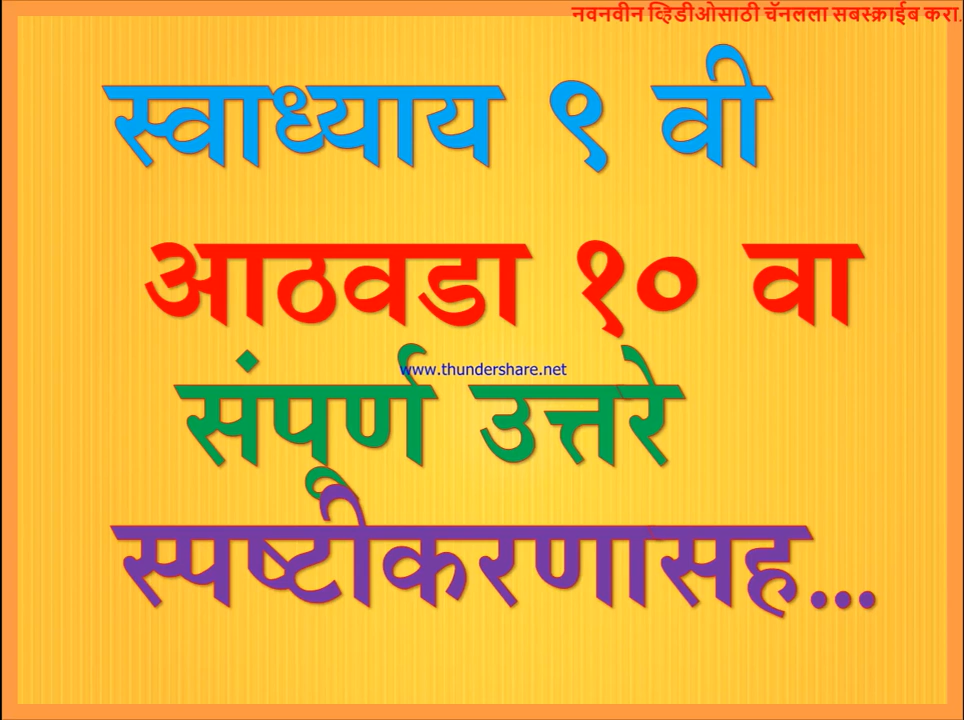 नवनवीन व्हिडीओसाठी चॅनलला सबस्क्राईब करा.
स्वाध्याय ९ वी
आठवडा १० वा
www.thundershare.net
संपूर्ण उत्तरे
स्पष्टीकरणासह...